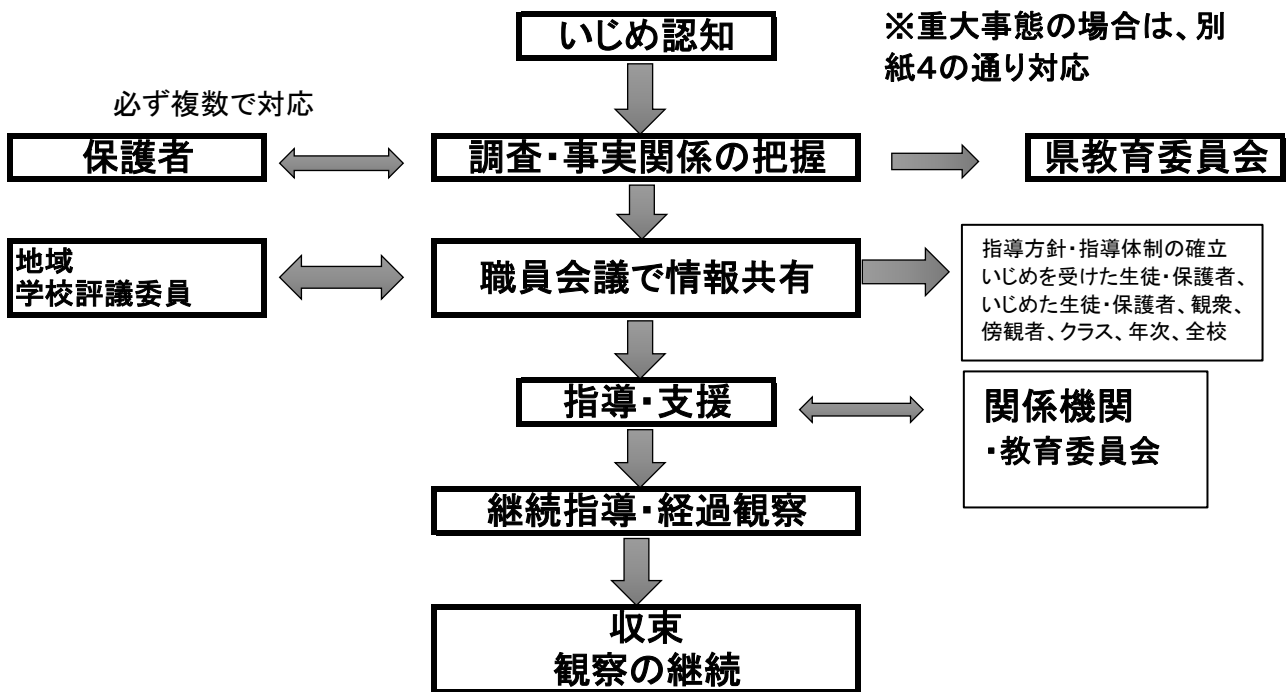 いじめ認知
※重大事態の場合は、別
紙4の通り対応
必ず複数で対応
保護者
調査・事実関係の把握
県教育委員会
地域
学校評議委員
職員会議で情報共有
指導方針・指導体制の確立
いじめを受けた生徒・保護者、
いじめた生徒・保護者、観衆、
傍観者、クラス、年次、全校
指導・支援
関係機関
・教育委員会
継続指導・経過観察
収束
観察の継続